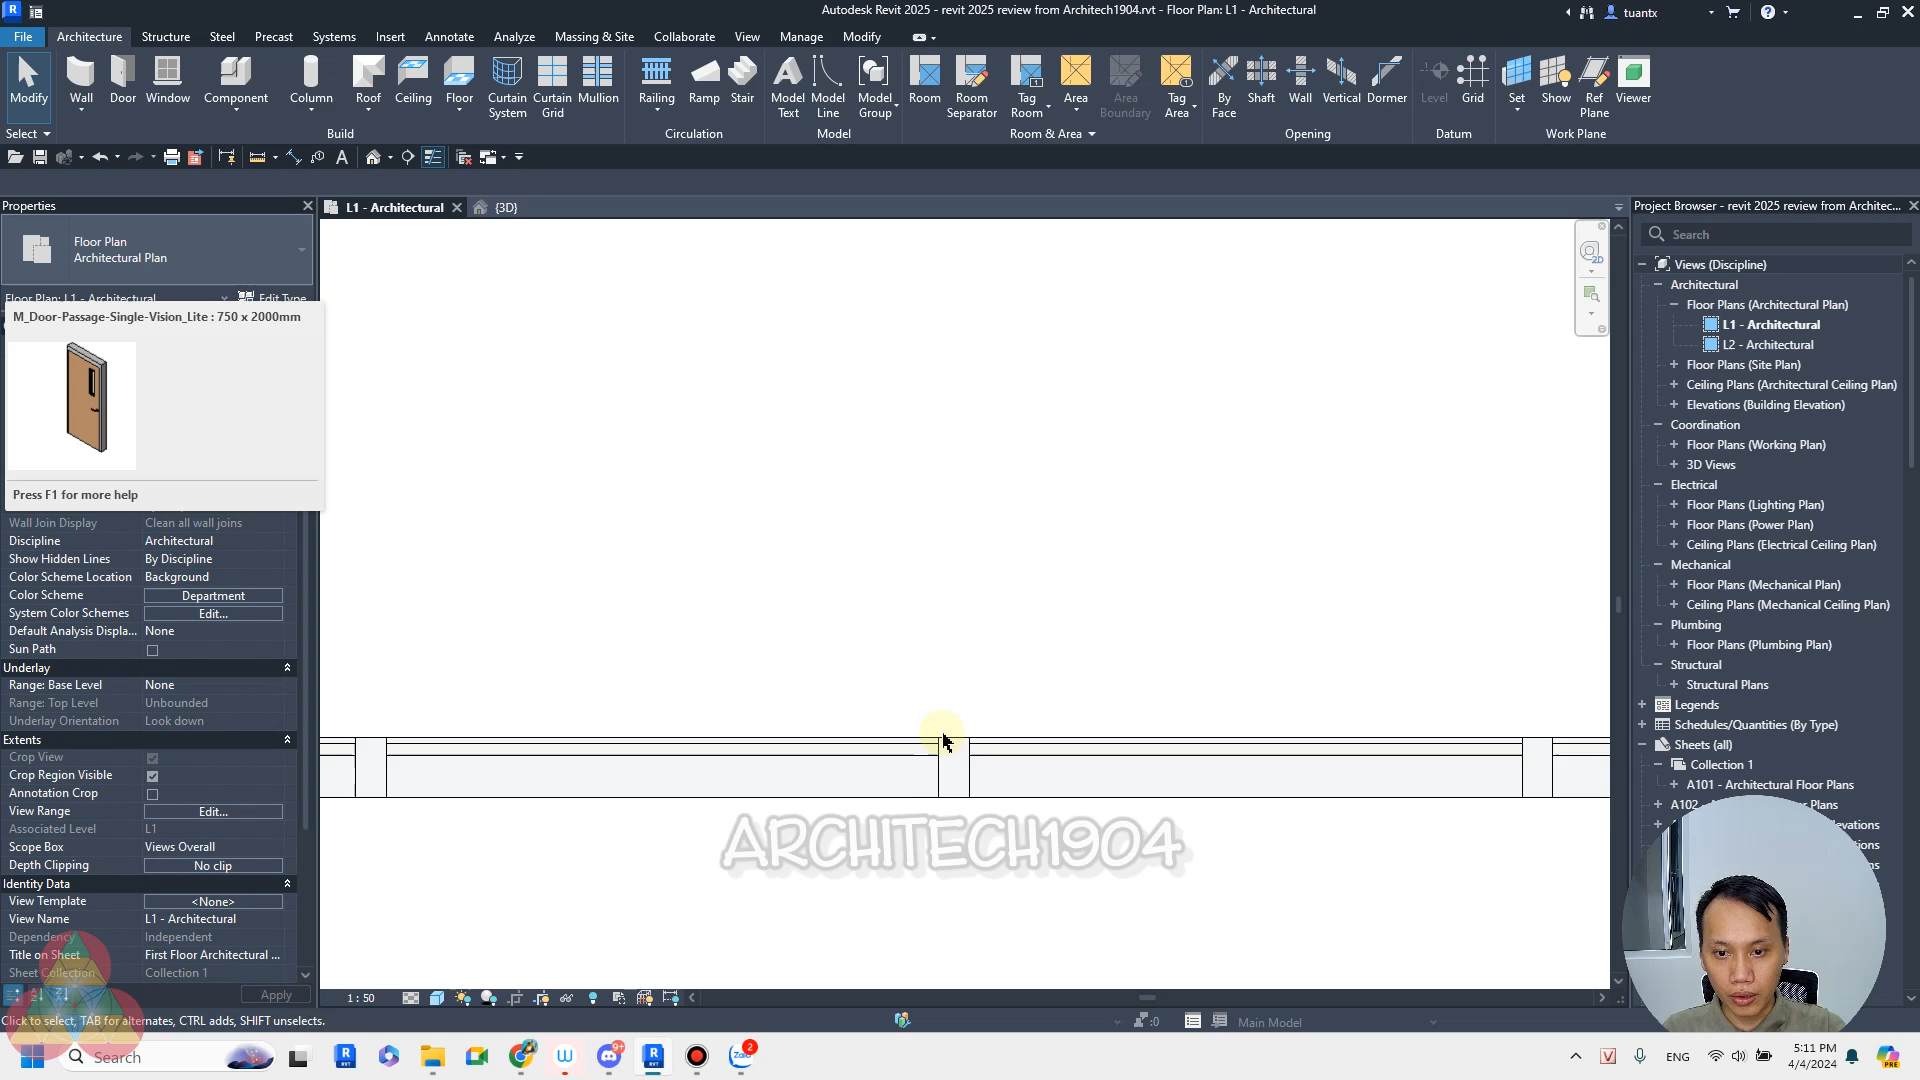 Autodesk Revit 2025 - revit 2025 review from Architech1904.rvt - Floor Plan: L1 - Architectural
tuantx
File Architecture Structure Steel Precast Systems Insert Annotate Analyze Massing & Site Collaborate View Manage Modify
Modify Wall Door Window Component Column Roof Ceiling Floor Curtain System Curtain Grid Mullion Railing Ramp Stair Model Text Model Line Model Group Room Room Separator Tag Room Area Area Boundary Tag Area By Face Shaft Wall Vertical Dormer Level Grid Set Show Ref Plane Viewer
Select Build Circulation Model Room & Area Opening Datum Work Plane
Properties
L1 - Architectural
{3D}
Project Browser - revit 2025 review from Architec...
Floor Plan
Architectural Plan
Floor Plan: L1 - Architectural
Edit Type
M_Door-Passage-Single-Vision_Lite : 750 x 2000mm
Press F1 for more help
Wall Join Display Clean all wall joins
Discipline Architectural
Show Hidden Lines By Discipline
Color Scheme Location Background
Color Scheme Department
System Color Schemes Edit...
Default Analysis Displa... None
Sun Path
Underlay
Range: Base Level None
Range: Top Level Unbounded
Underlay Orientation Look down
Extents
Crop View
Crop Region Visible
Annotation Crop
View Range Edit...
Associated Level L1
Scope Box Views Overall
Depth Clipping No clip
Identity Data
View Template <None>
View Name L1 - Architectural
Dependency Independent
Title on Sheet First Floor Architectural ...
Sheet Collection Collection 1
Apply
2D
ARCHITECH1904
Search
Views (Discipline)
Architectural
Floor Plans (Architectural Plan)
L1 - Architectural
L2 - Architectural
Floor Plans (Site Plan)
Ceiling Plans (Architectural Ceiling Plan)
Elevations (Building Elevation)
Coordination
Floor Plans (Working Plan)
3D Views
Electrical
Floor Plans (Lighting Plan)
Floor Plans (Power Plan)
Ceiling Plans (Electrical Ceiling Plan)
Mechanical
Floor Plans (Mechanical Plan)
Ceiling Plans (Mechanical Ceiling Plan)
Plumbing
Floor Plans (Plumbing Plan)
Structural
Structural Plans
Legends
Schedules/Quantities (By Type)
Sheets (all)
Collection 1
A101 - Architectural Floor Plans
A102
1 : 50
Click to select, TAB for alternates, CTRL adds, SHIFT unselects.
:0
Main Model
Search
9+
2
ENG
5:11 PM
4/4/2024